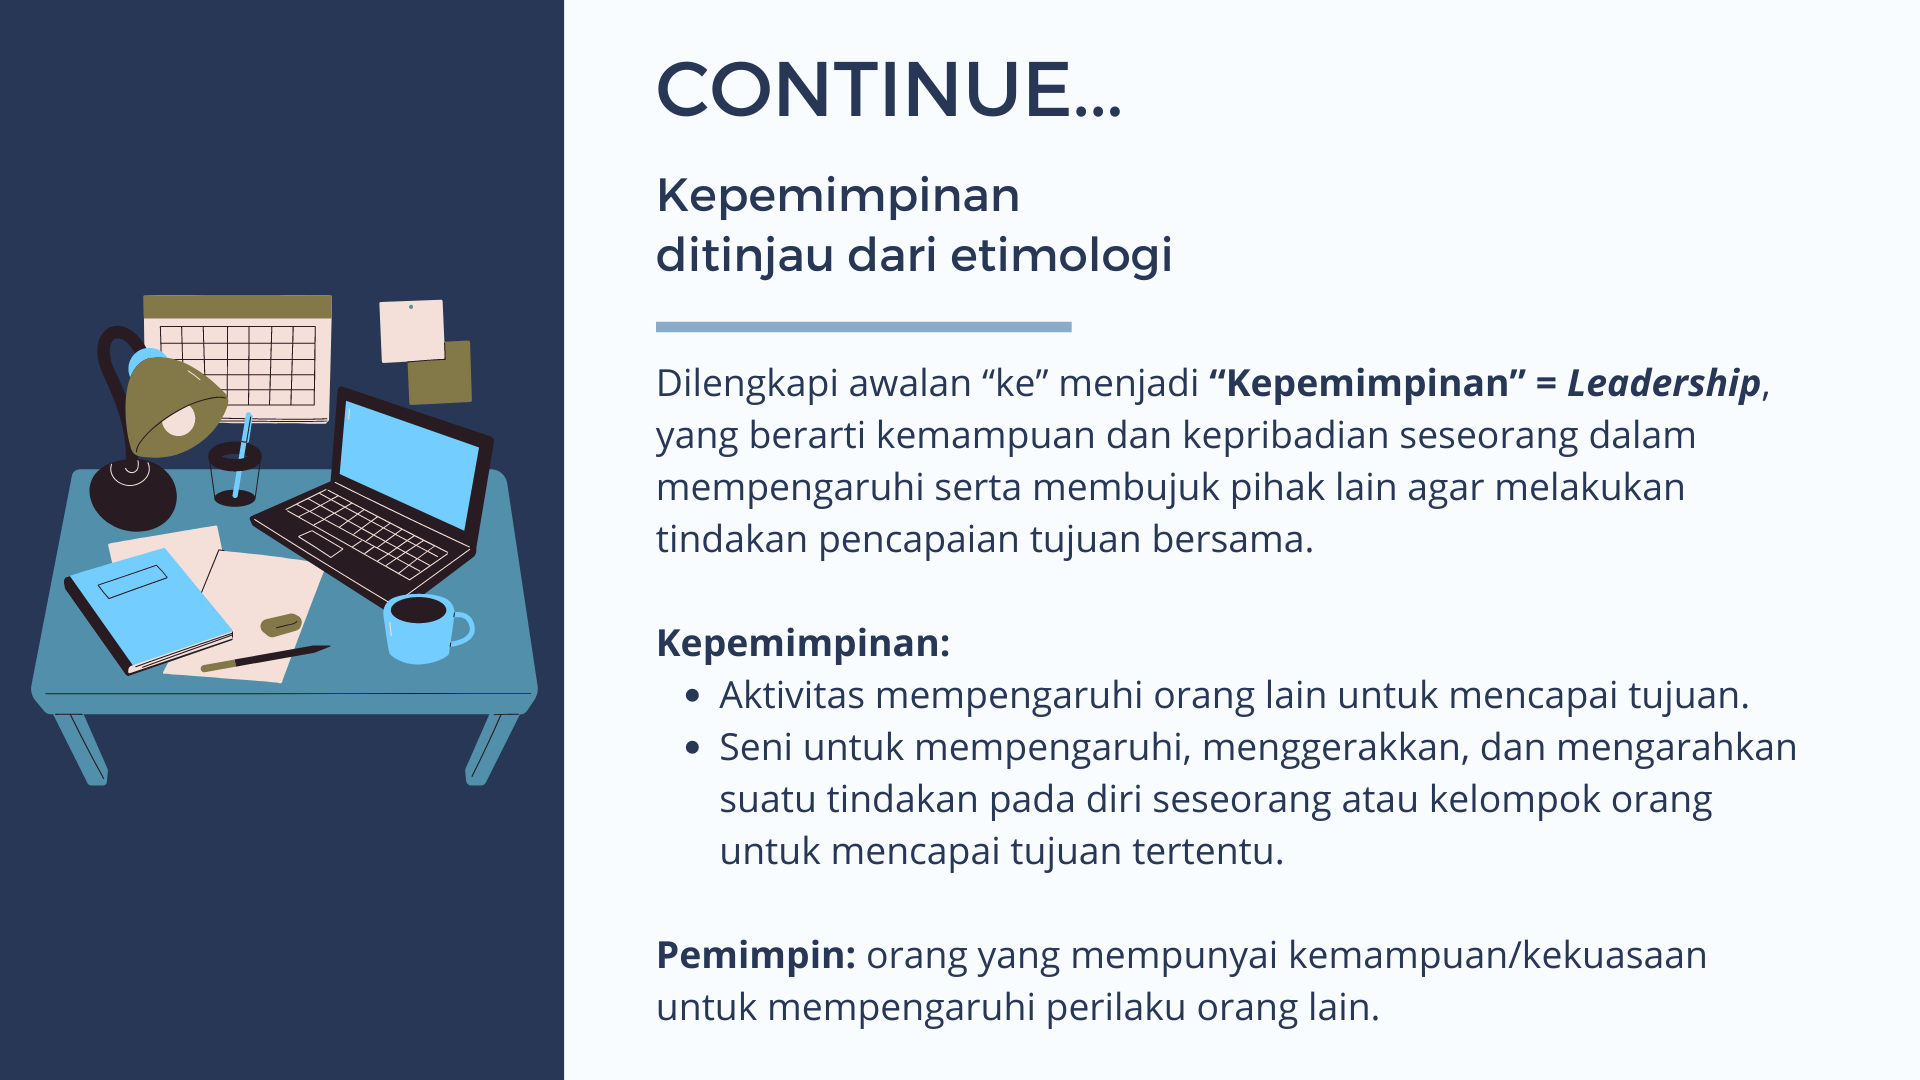 CONTINUE...
Kepemimpinan
ditinjau dari etimologi
Dilengkapi awalan “ke” menjadi “Kepemimpinan” = Leadership,
yang berarti kemampuan dan kepribadian seseorang dalam
mempengaruhi serta membujuk pihak lain agar melakukan
tindakan pencapaian tujuan bersama.
Kepemimpinan:
• Aktivitas mempengaruhi orang lain untuk mencapai tujuan.
• Seni untuk mempengaruhi, menggerakkan, dan mengarahkan
suatu tindakan pada diri seseorang atau kelompok orang
untuk mencapai tujuan tertentu.
Pemimpin: orang yang mempunyai kemampuan/kekuasaan
untuk mempengaruhi perilaku orang lain.